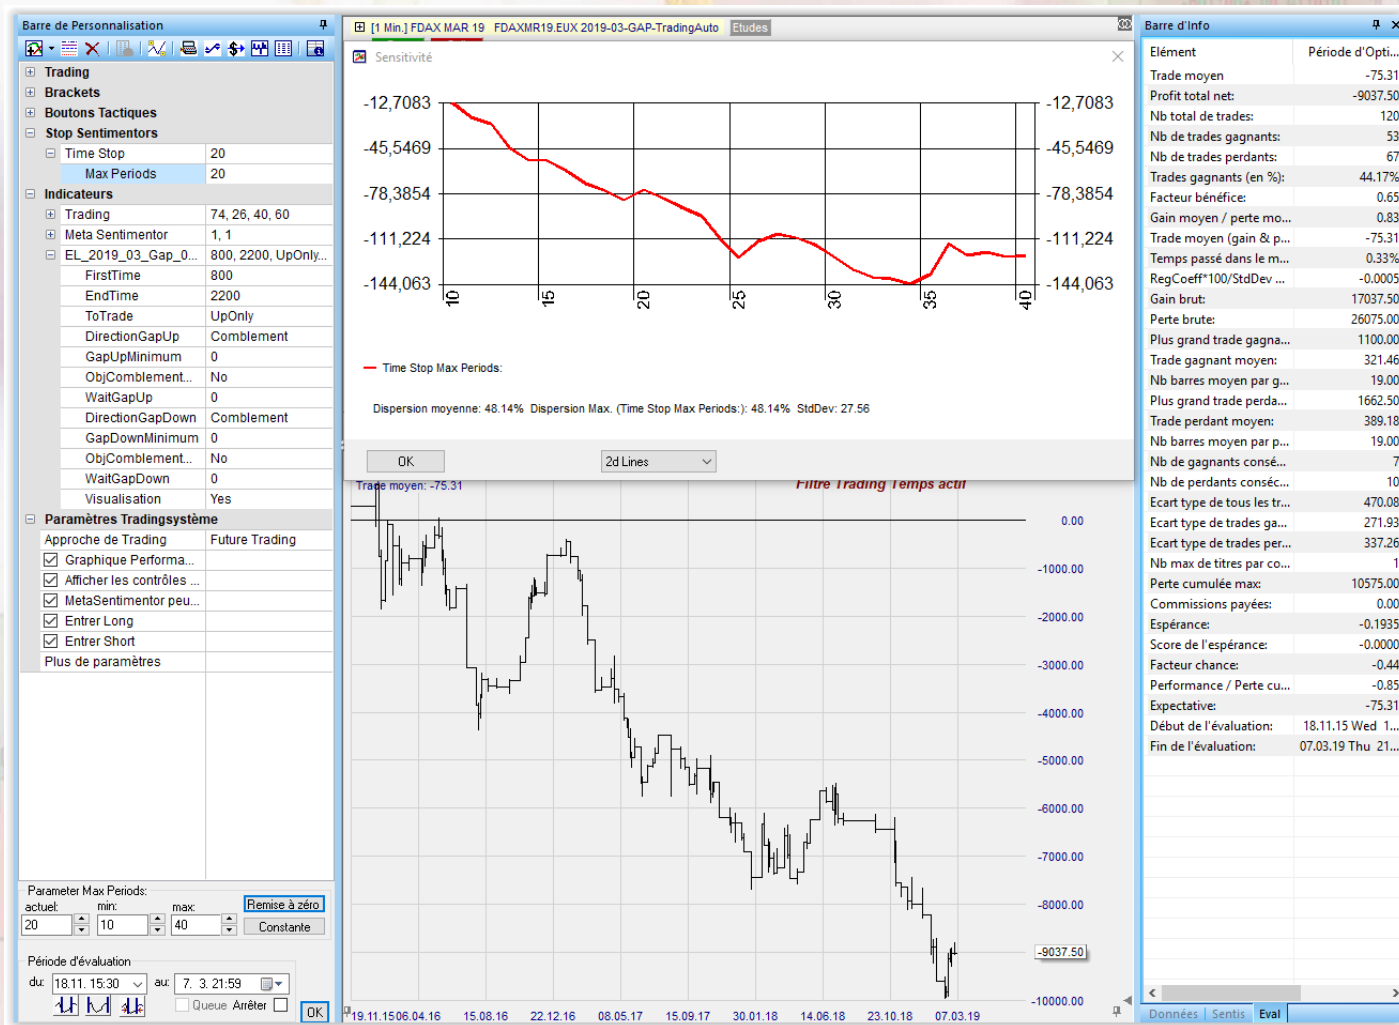 Barre de Personnalisation
Trading
Brackets
Boutons Tactiques
Stop Sentimentors
Time Stop 20
Max Periods 20
Indicateurs
Trading 74, 26, 40, 60
Meta Sentimentor 1, 1
EL_2019_03_Gap_0... 800, 2200, UpOnly...
FirstTime 800
EndTime 2200
ToTrade UpOnly
DirectionGapUp Comblement
GapUpMinimum 0
ObjComblement... No
WaitGapUp 0
DirectionGapDown Comblement
GapDownMinimum 0
ObjComblement... No
WaitGapDown 0
Visualisation Yes
Paramètres Tradingsystème
Approche de Trading Future Trading
Graphique Performa...
Afficher les contrôles ...
MetaSentimentor peu...
Entrer Long
Entrer Short
Plus de paramètres
Parameter Max Periods:
actuel: min: max: Remise à zéro
20 10 40 Constante
Période d'évaluation
du: 18.11. 15:30 au: 7. 3. 21:59
Queue Arrêter OK
[1 Min.] FDAX MAR 19 FDAXMR19.EUX 2019-03-GAP-TradingAuto Etudes
Sensitivité
-12,7083 -12,7083
-45,5469 -45,5469
-78,3854 -78,3854
-111,224 -111,224
-144,063 -144,063
10 15 20 25 30 35 40
Time Stop Max Periods:
Dispersion moyenne: 48.14% Dispersion Max. (Time Stop Max Periods:): 48.14% StdDev: 27.56
OK 2d Lines
Trade moyen: -75.31 Filtre Trading Temps actif
0.00
-1000.00
-2000.00
-3000.00
-4000.00
-5000.00
-6000.00
-7000.00
-8000.00
-9037.50
-10000.00
19.11.15 06.04.16 15.08.16 22.12.16 08.05.17 15.09.17 30.01.18 14.06.18 23.10.18 07.03.19
Barre d'Info
Elément Période d'Opti...
Trade moyen -75.31
Profit total net: -9037.50
Nb total de trades: 120
Nb de trades gagnants: 53
Nb de trades perdants: 67
Trades gagnants (en %): 44.17%
Facteur bénéfice: 0.65
Gain moyen / perte mo... 0.83
Trade moyen (gain & p... -75.31
Temps passé dans le m... 0.33%
RegCoeff*100/StdDev ... -0.0005
Gain brut: 17037.50
Perte brute: 26075.00
Plus grand trade gagna... 1100.00
Trade gagnant moyen: 321.46
Nb barres moyen par g... 19.00
Plus grand trade perda... 1662.50
Trade perdant moyen: 389.18
Nb barres moyen par p... 19.00
Nb de gagnants consé... 7
Nb de perdants conséc... 10
Ecart type de tous les tr... 470.08
Ecart type de trades ga... 271.93
Ecart type de trades per... 337.26
Nb max de titres par co... 1
Perte cumulée max: 10575.00
Commissions payées: 0.00
Espérance: -0.1935
Score de l'espérance: -0.0000
Facteur chance: -0.44
Performance / Perte cu... -0.85
Expectative: -75.31
Début de l'évaluation: 18.11.15 Wed 1...
Fin de l'évaluation: 07.03.19 Thu 21...
Données Sentis Eval